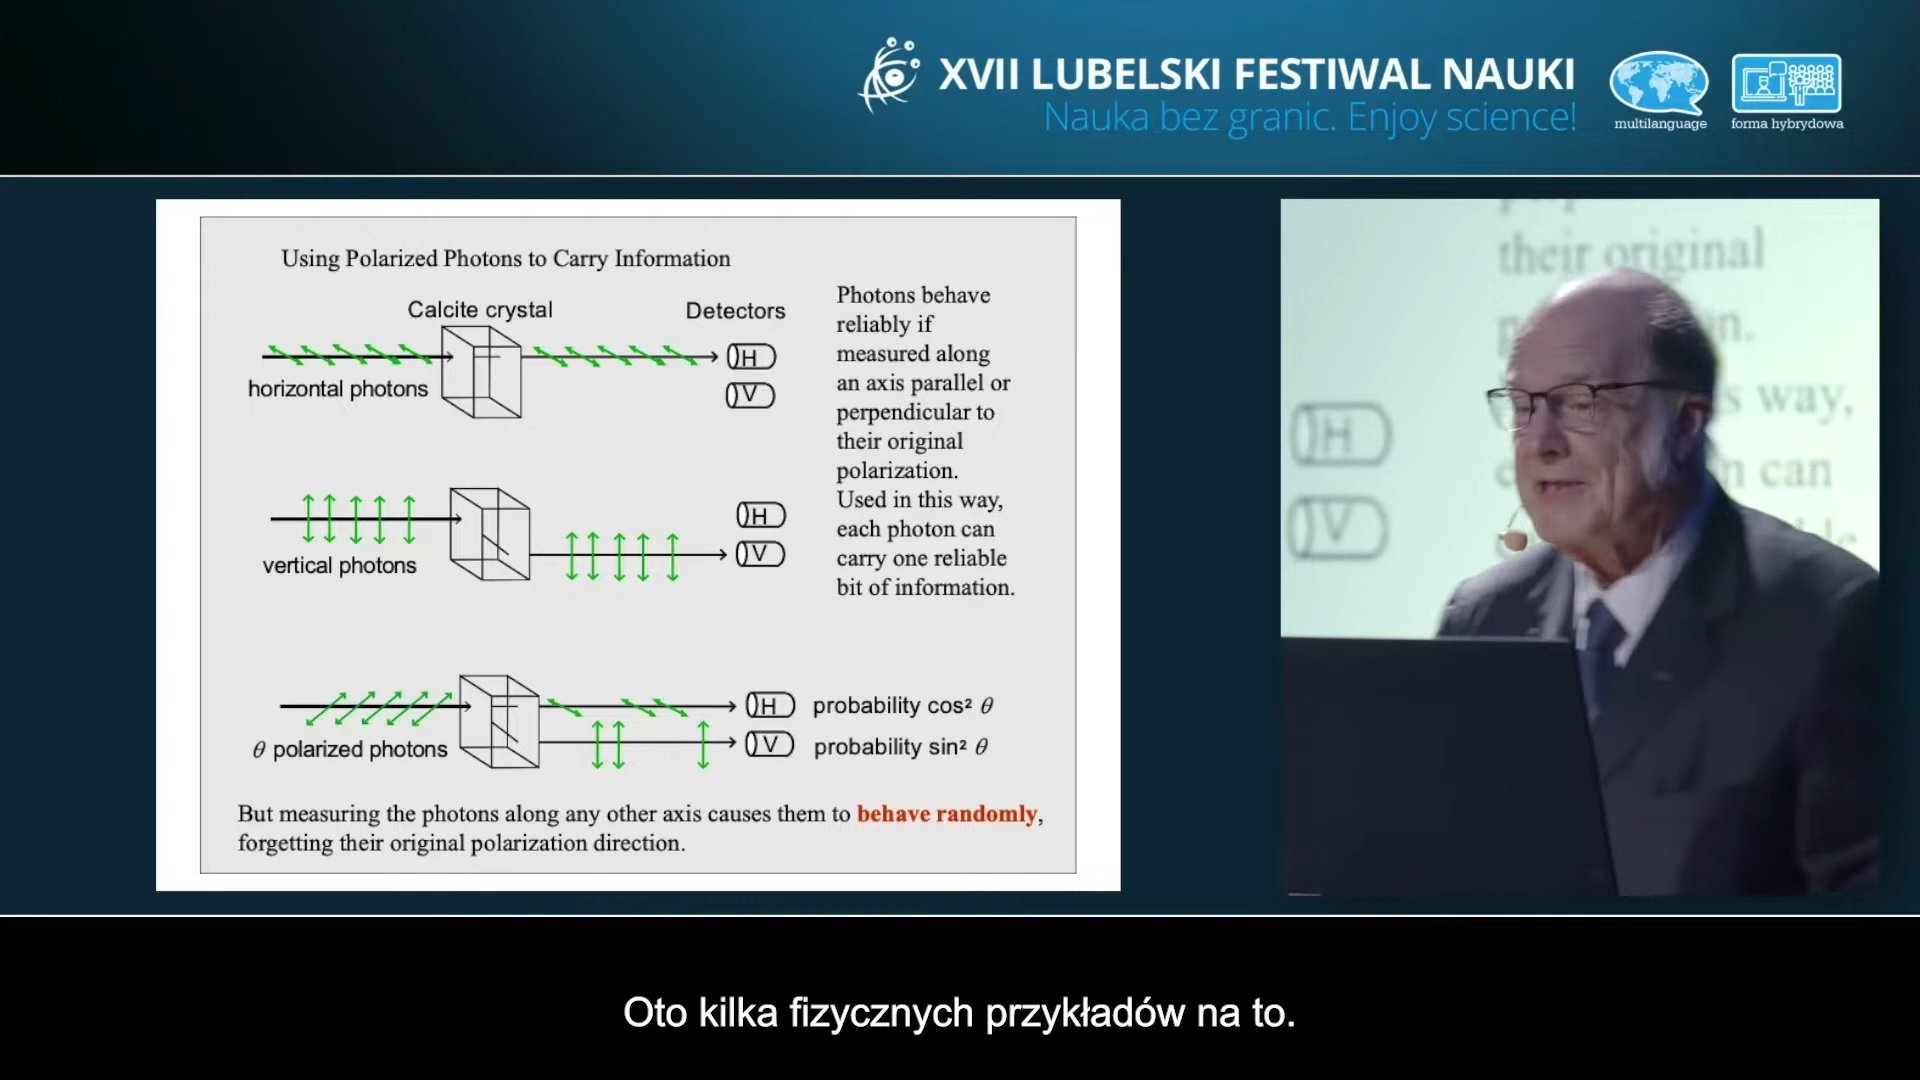 XVII LUBELSKI FESTIWAL NAUKI
Nauka bez granic. Enjoy science!
multilanguage
forma hybrydowa
Using Polarized Photons to Carry Information
Calcite crystal
Detectors
horizontal photons
H
V
Photons behave
reliably if
measured along
an axis parallel or
perpendicular to
their original
polarization.
Used in this way,
each photon can
carry one reliable
bit of information.
vertical photons
H
V
θ polarized photons
H
probability cos² θ
V
probability sin² θ
But measuring the photons along any other axis causes them to behave randomly,
forgetting their original polarization direction.
their original
n.
s way,
H
n can
V
Oto kilka fizycznych przykładów na to.